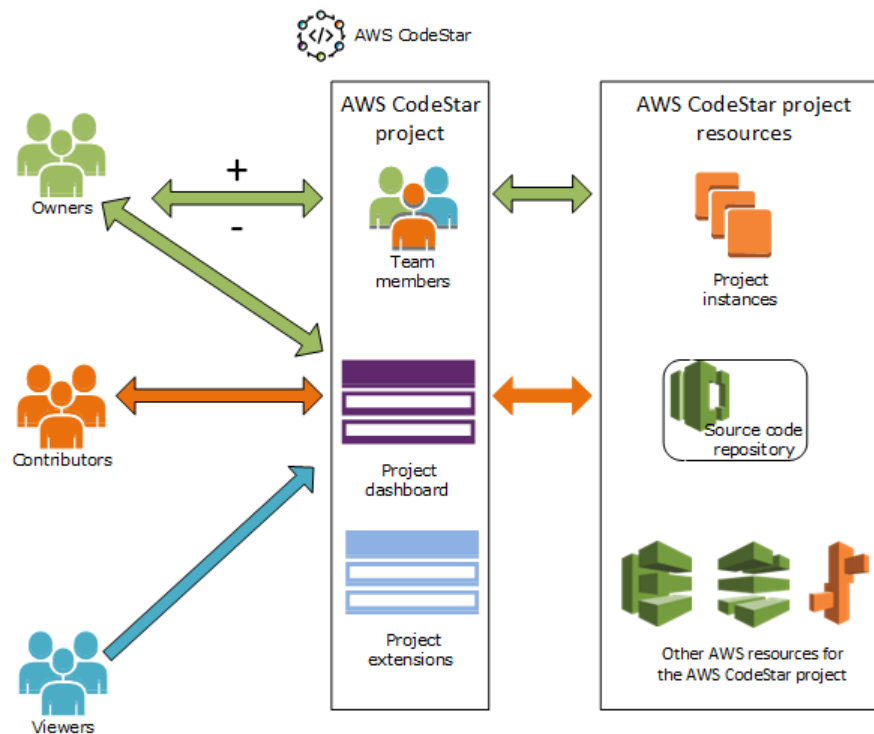 AWS CodeStar
AWS CodeStar
project
AWS CodeStar project
resources
Owners
+
-
Team
members
Project
instances
Contributors
Project
dashboard
Source code
repository
Viewers
Project
extensions
Other AWS resources for
the AWS CodeStar project